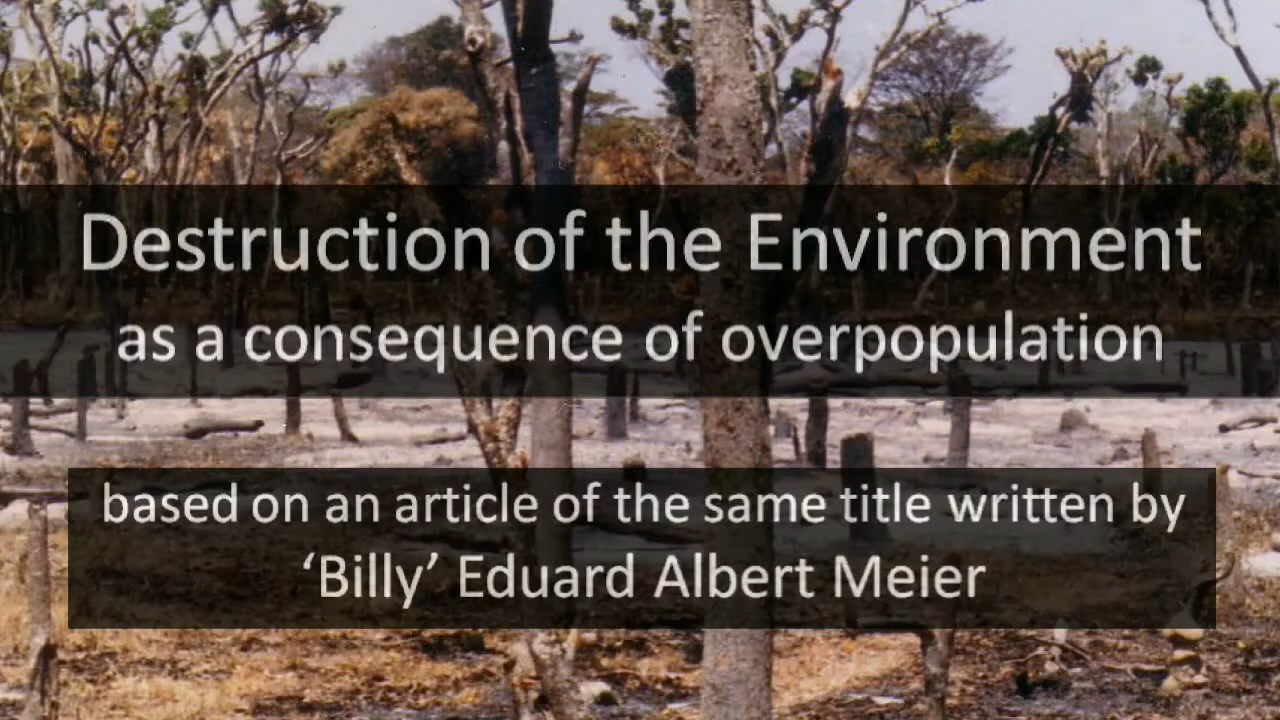 Destruction of the Environment
as a consequence of overpopulation
based on an article of the same title written by
‘Billy’ Eduard Albert Meier